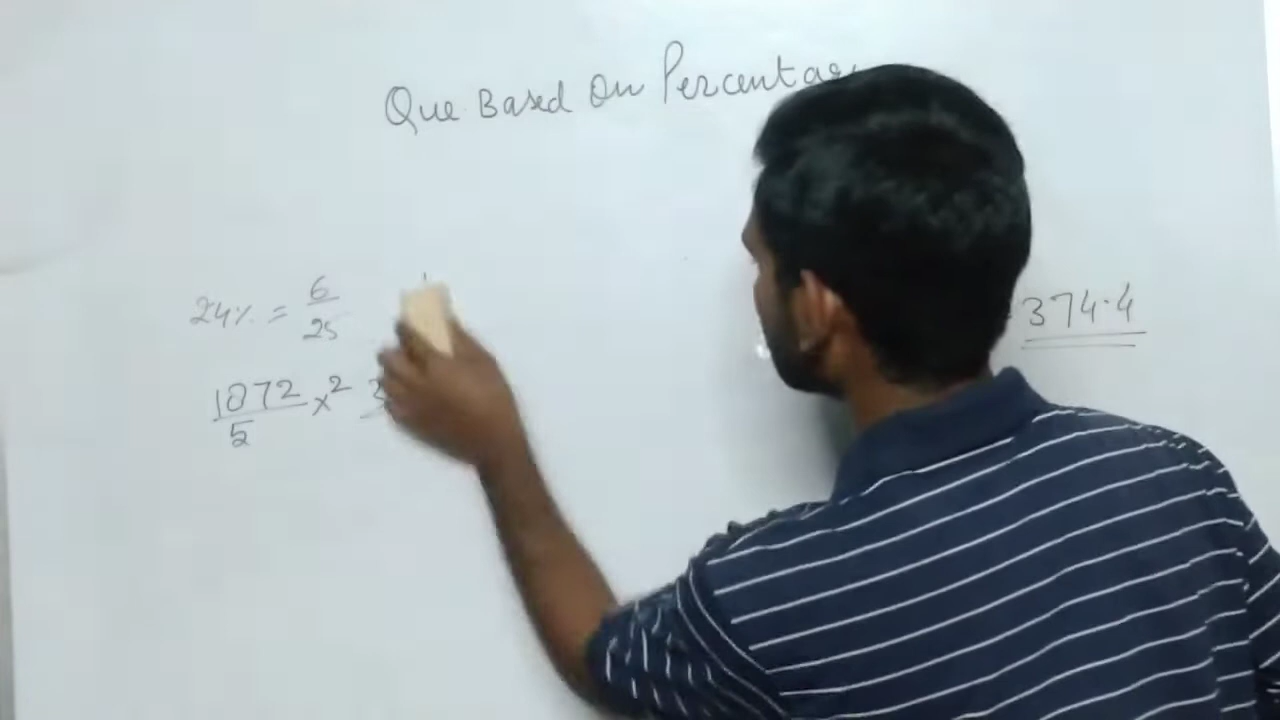 Que. Based On Percentag
24% = 6/25
374.4
1872/5 x 2